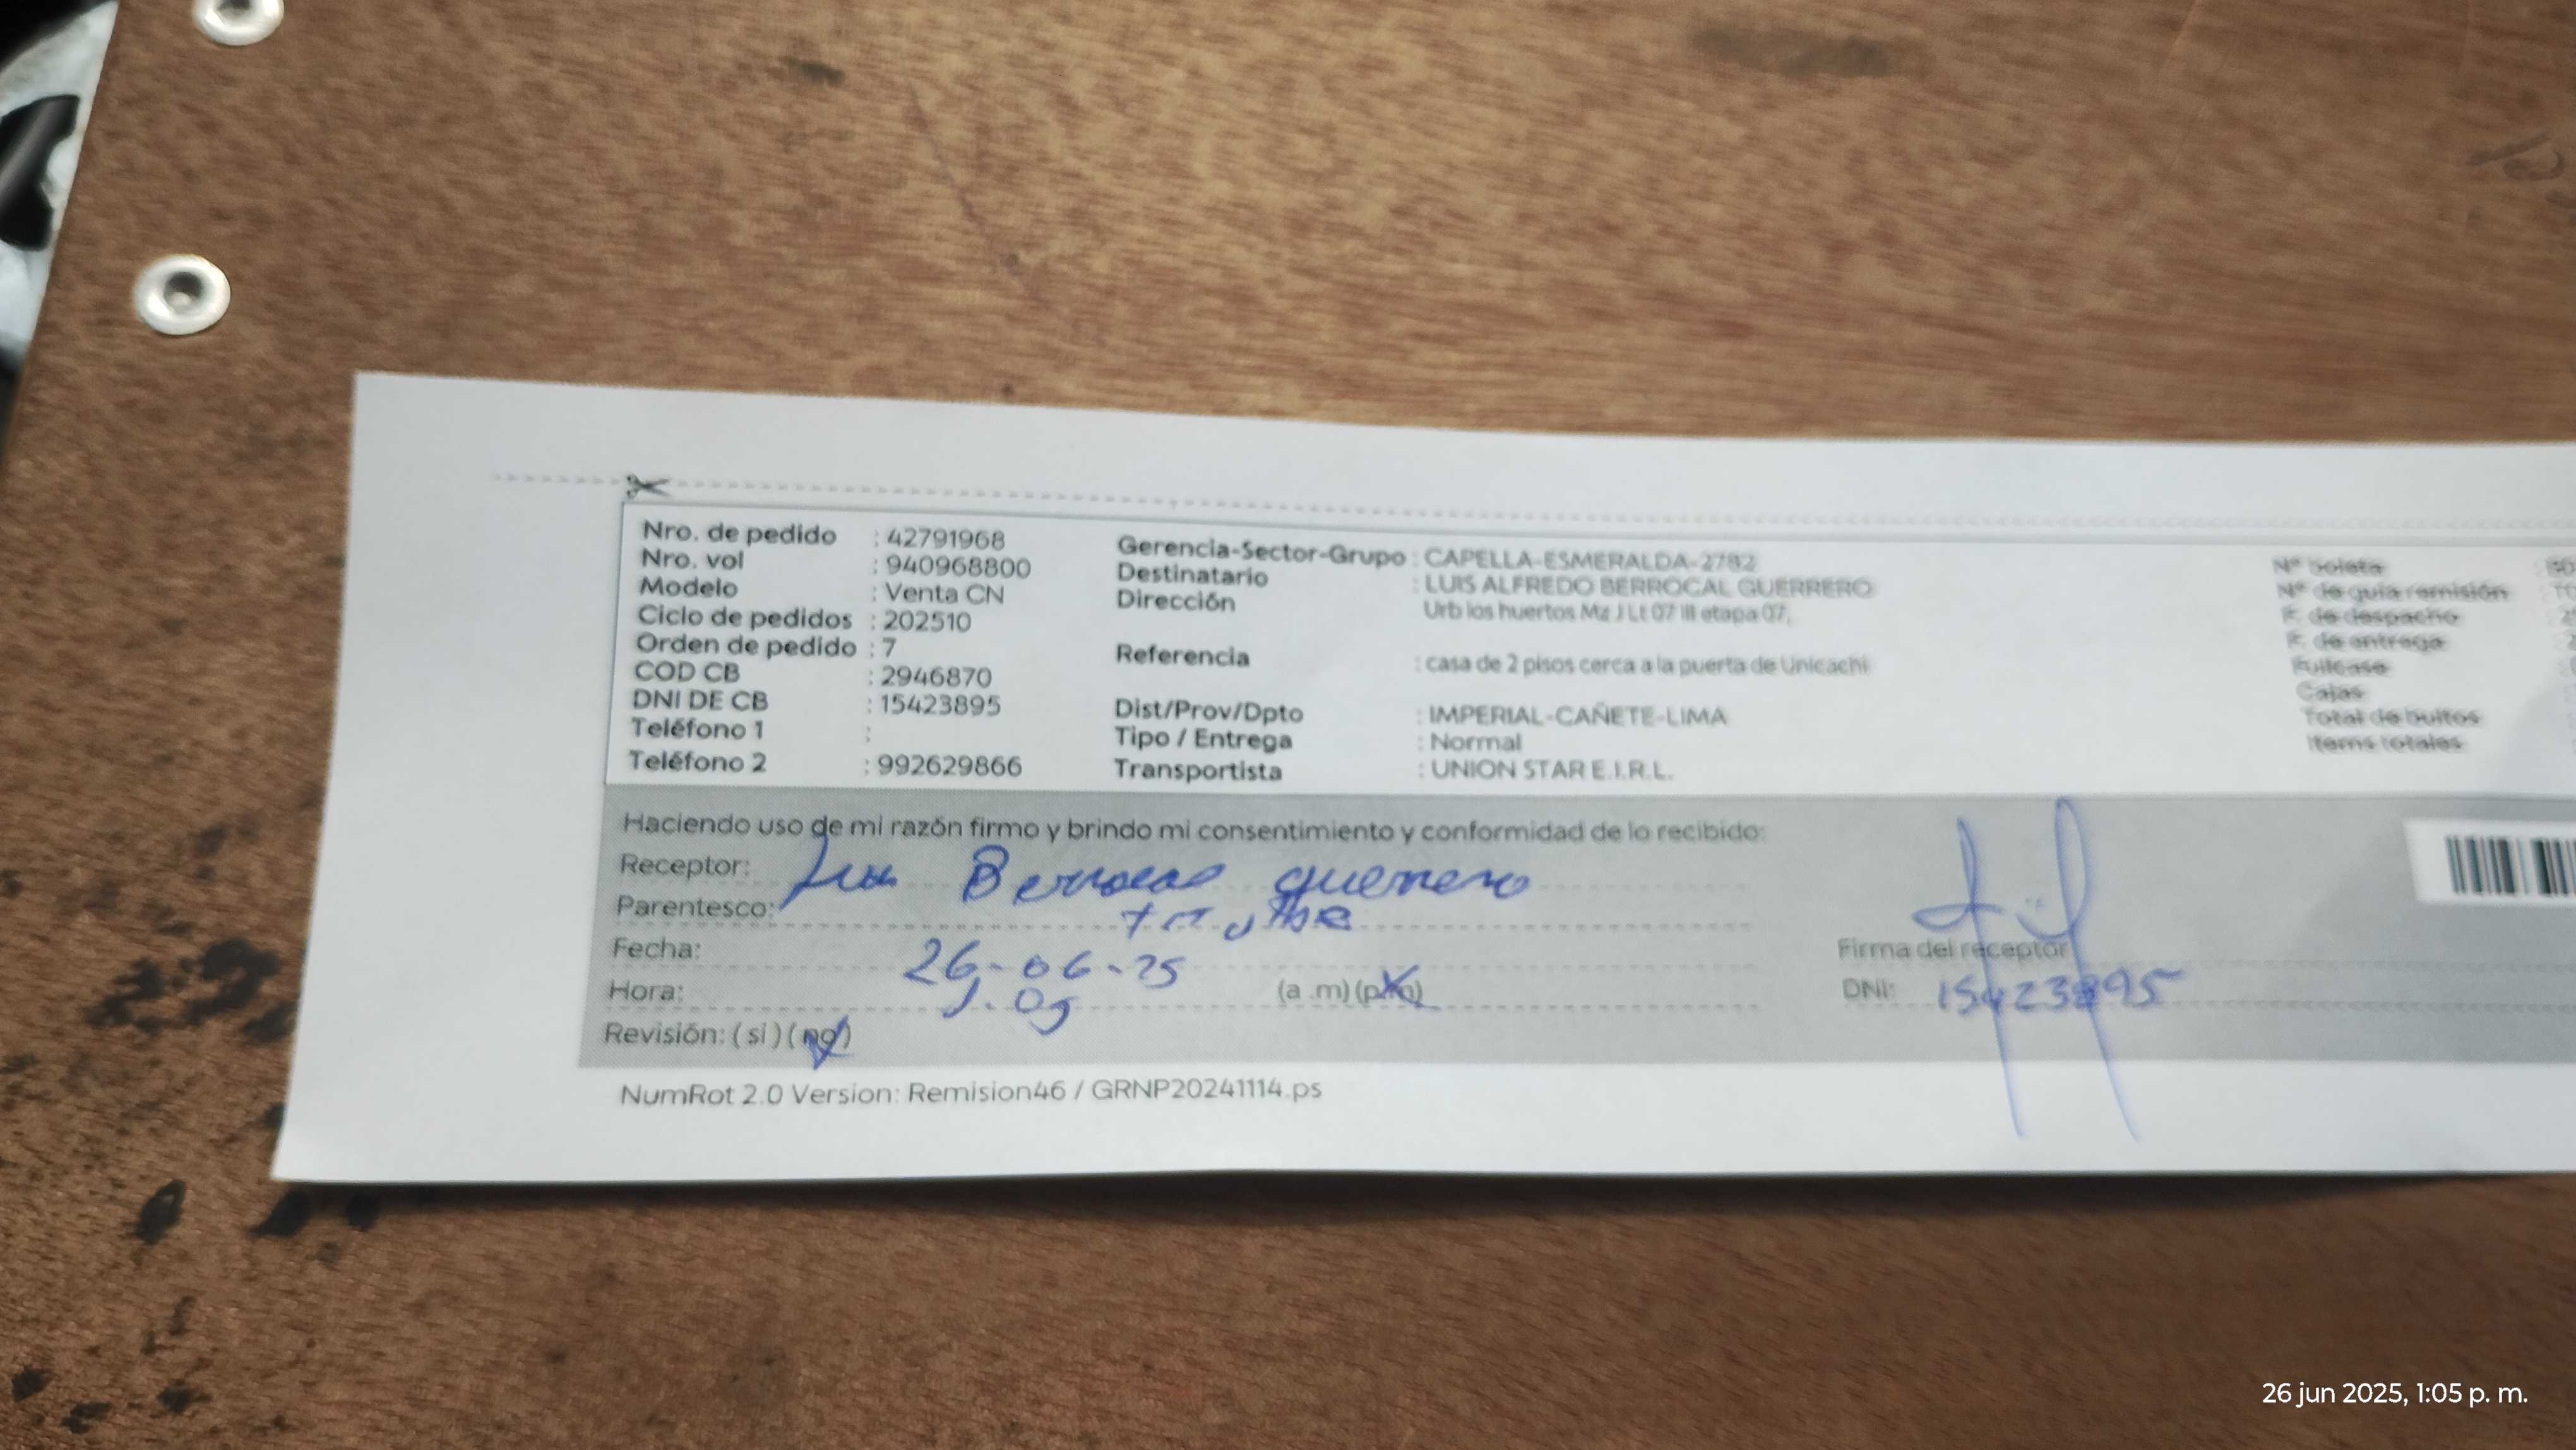 Nro. de pedido : 42791968
Nro. vol : 940968800
Modelo : Venta CN
Ciclo de pedidos : 202510
Orden de pedido : 7
COD CB : 2946870
DNI DE CB : 15423895
Teléfono 1 :
Teléfono 2 : 992629866
Gerencia-Sector-Grupo : CAPELLA-ESMERALDA-2782
Destinatario : LUIS ALFREDO BERROCAL GUERRERO
Dirección Urb los huertos Mz J Lt 07 III etapa 07,
Referencia : casa de 2 pisos cerca a la puerta de Unicachi
Dist/Prov/Dpto : IMPERIAL-CAÑETE-LIMA
Tipo / Entrega : Normal
Transportista : UNION STAR E.I.R.L.
Nº boleta
Nº de guía remisión
F. de despacho
F. de entrega
Fullcase
Cajas
Total de bultos
Items totales
Haciendo uso de mi razón firmo y brindo mi consentimiento y conformidad de lo recibido:
Receptor: Luis Berrocal Guerrero
Parentesco:
Fecha: 26-06-25
Hora: 1.05 (a .m) (p.m)
Revisión: ( si ) ( no )
Firma del receptor
DNI: 15423895
NumRot 2.0 Version: Remision46 / GRNP20241114.ps
26 jun 2025, 1:05 p. m.